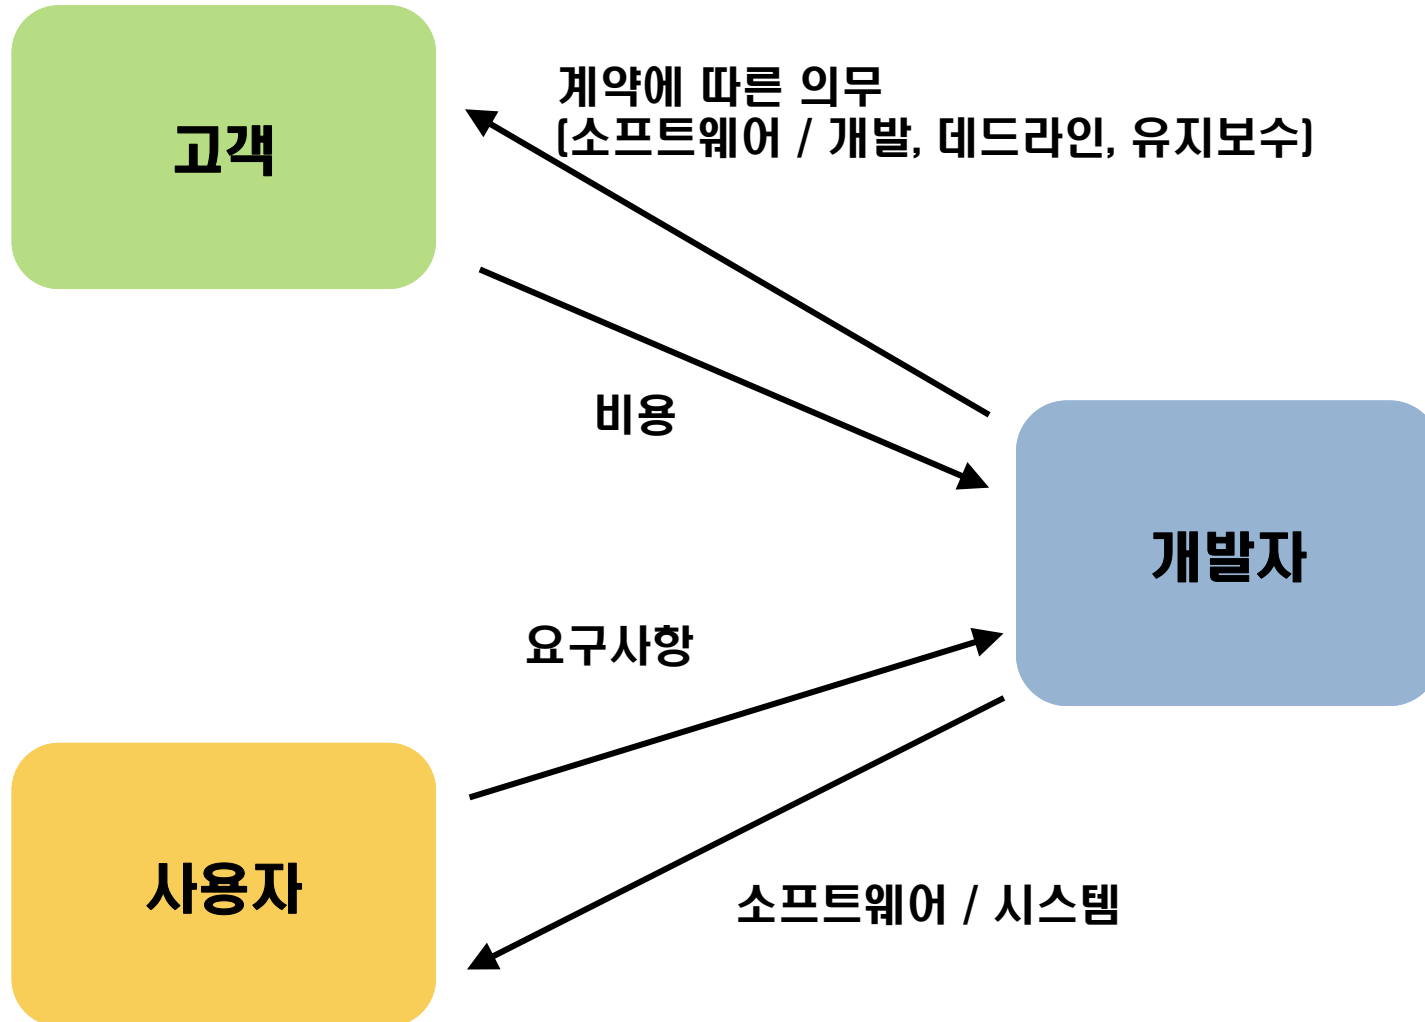 고객
계약에 따른 의무
(소프트웨어 / 개발, 데드라인, 유지보수)
비용
개발자
요구사항
사용자
소프트웨어 / 시스템